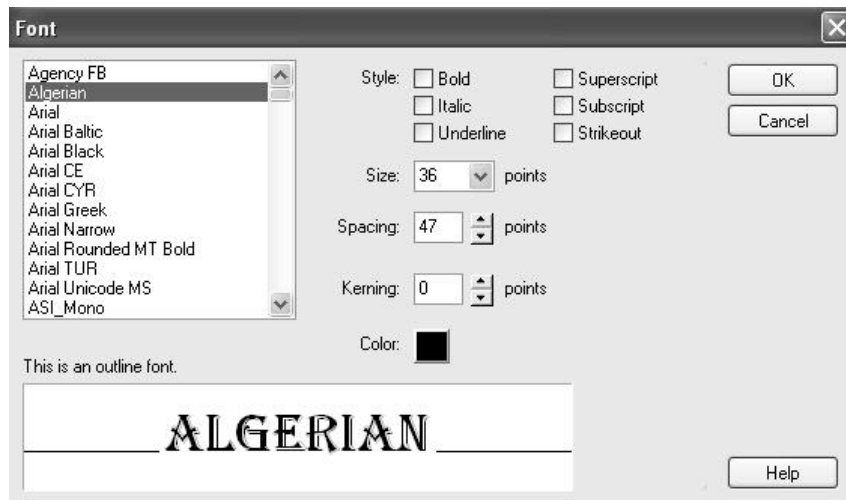 Font
Agency FB
Algerian
Arial
Arial Baltic
Arial Black
Arial CE
Arial CYR
Arial Greek
Arial Narrow
Arial Rounded MT Bold
Arial TUR
Arial Unicode MS
ASI_Mono
Style: Bold Superscript
Italic Subscript
Underline Strikeout
Size: 36 points
Spacing: 47 points
Kerning: 0 points
Color:
OK
Cancel
This is an outline font.
ALGERIAN
Help